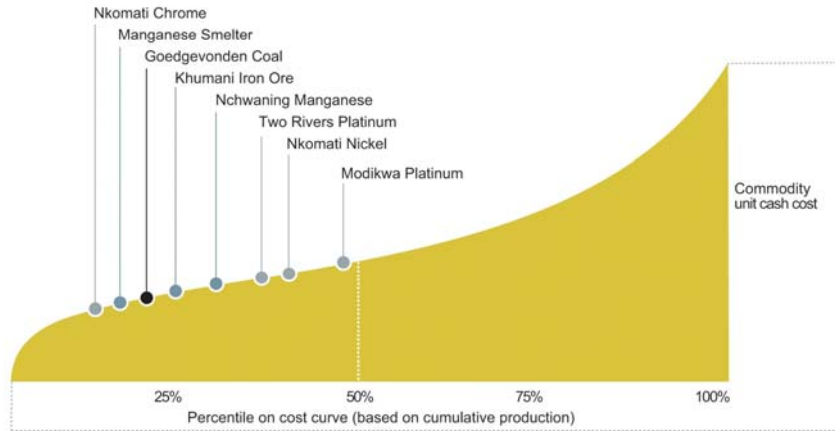 Nkomati Chrome
Manganese Smelter
Goedgevonden Coal
Khumani Iron Ore
Nchwaning Manganese
Two Rivers Platinum
Nkomati Nickel
Modikwa Platinum
Commodity
unit cash cost
25% 50% 75% 100%
Percentile on cost curve (based on cumulative production)